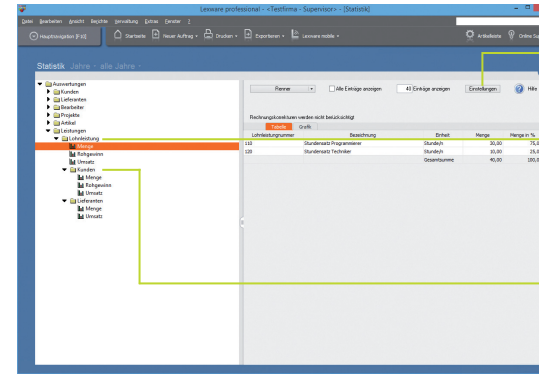 Lexware professional - «Testfirma - Supervisor» - [Statistik]
Datei Bearbeiten Ansicht Berichte Verwaltung Extras Fenster ?
Hauptnavigation [F10] Startseite Neuer Auftrag Drucken Exportieren Lexware mobile Artikelleiste Online Sup
Statistik Jahre - alle Jahre -
Auswertungen
Kunden
Lieferanten
Bearbeiter
Projekte
Artikel
Leistungen
Lohnleistung
Menge
Rohgewinn
Umsatz
Kunden
Menge
Rohgewinn
Umsatz
Lieferanten
Menge
Umsatz
Renner Alle Einträge anzeigen 40 Einträge anzeigen Einstellungen Hilfe
Rechnungskorrekturen werden nicht berücksichtigt
Tabelle Grafik
Lohnleistungnummer Bezeichnung Einheit Menge Menge in %
110 Stundensatz Programmierer Stunde/n 30,00 75,0
120 Stundensatz Techniker Stunde/n 10,00 25,0
Gesamtsumme 40,00 100,0